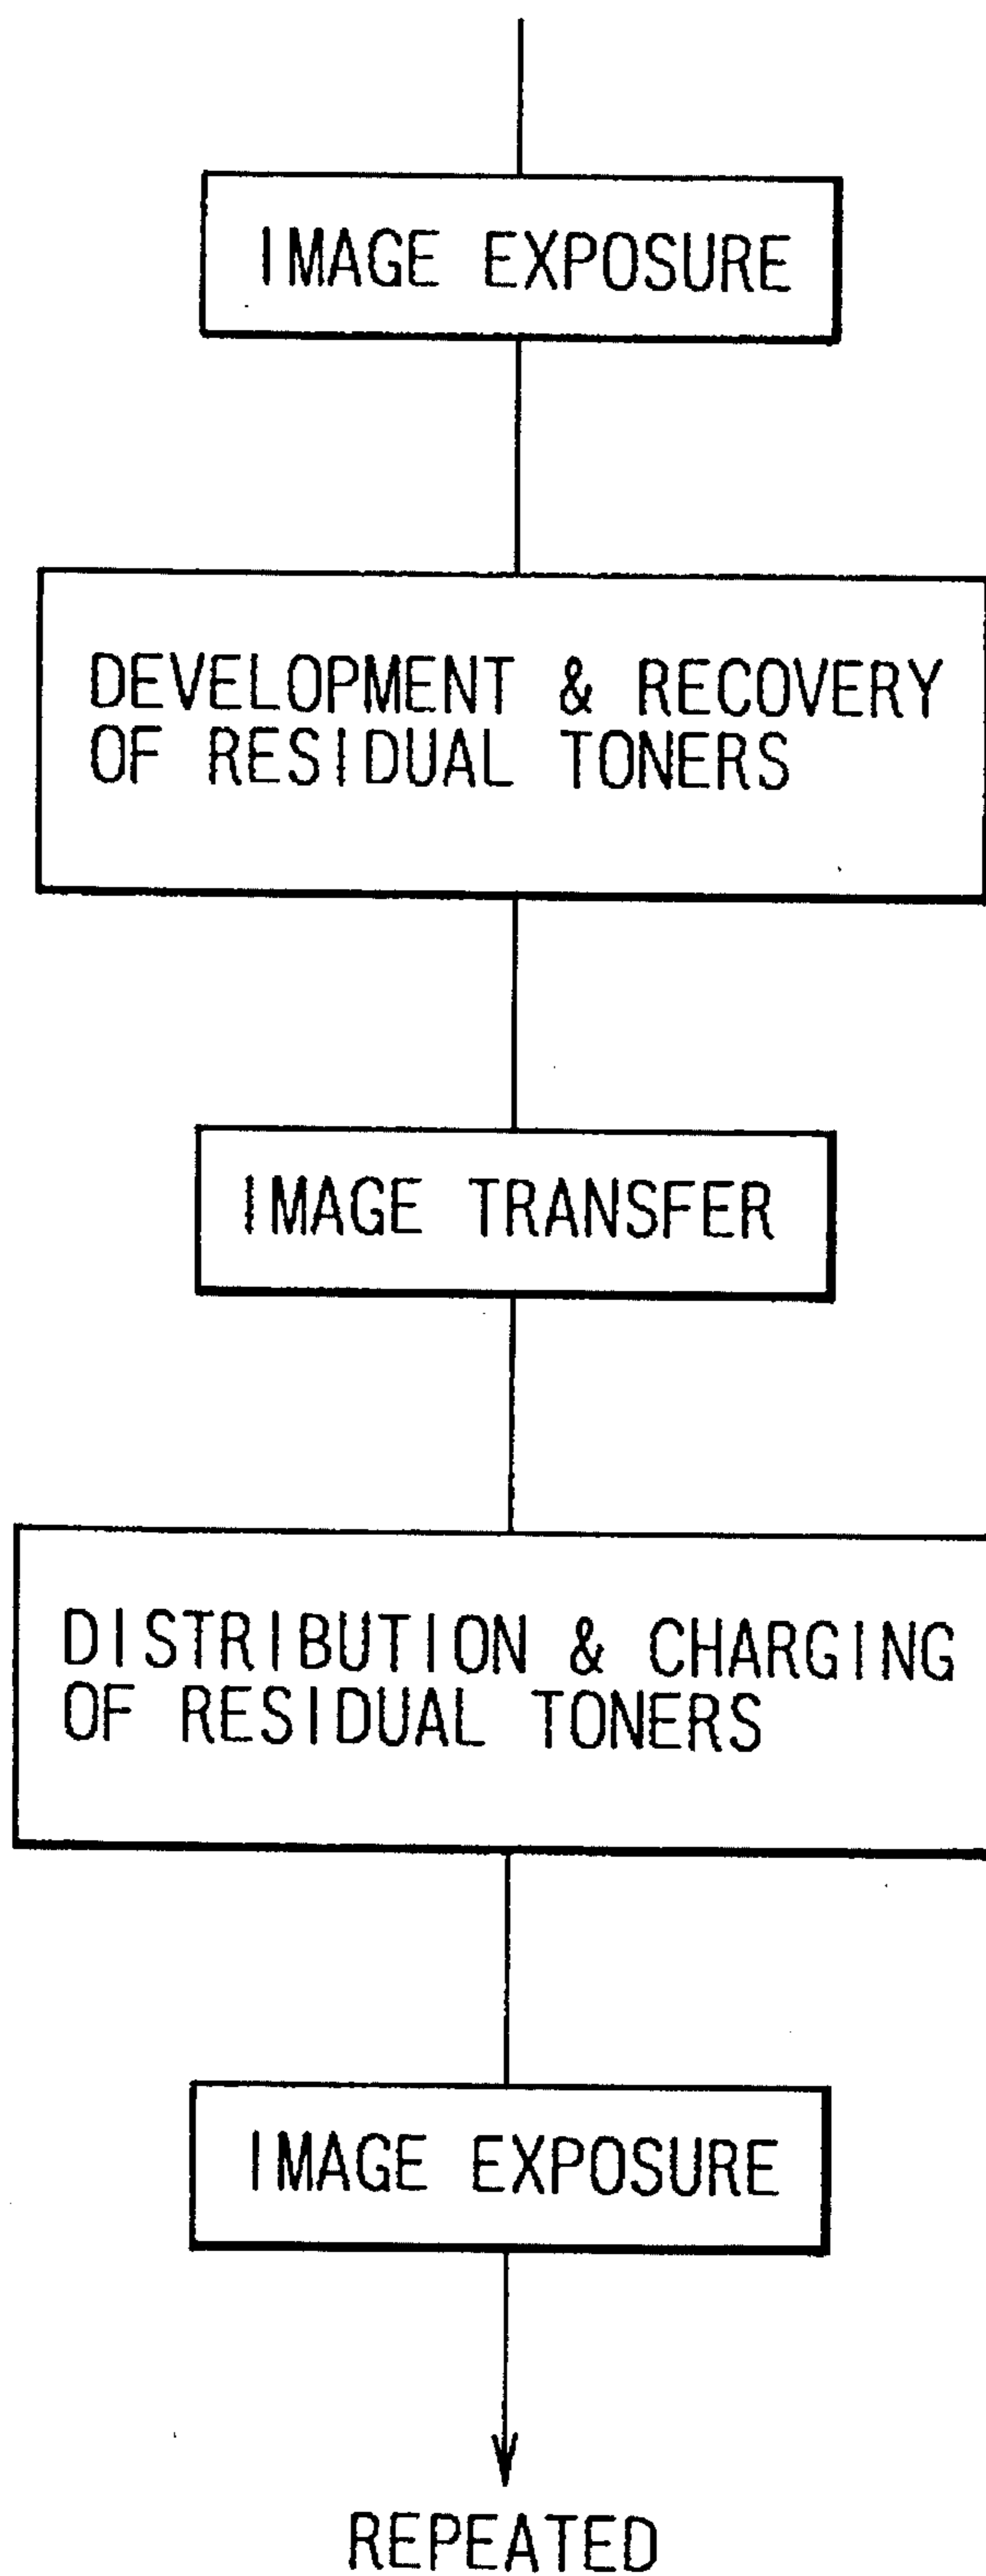 IMAGE EXPOSURE
DEVELOPMENT & RECOVERY
OF RESIDUAL TONERS
IMAGE TRANSFER
DISTRIBUTION & CHARGING
OF RESIDUAL TONERS
IMAGE EXPOSURE
REPEATED